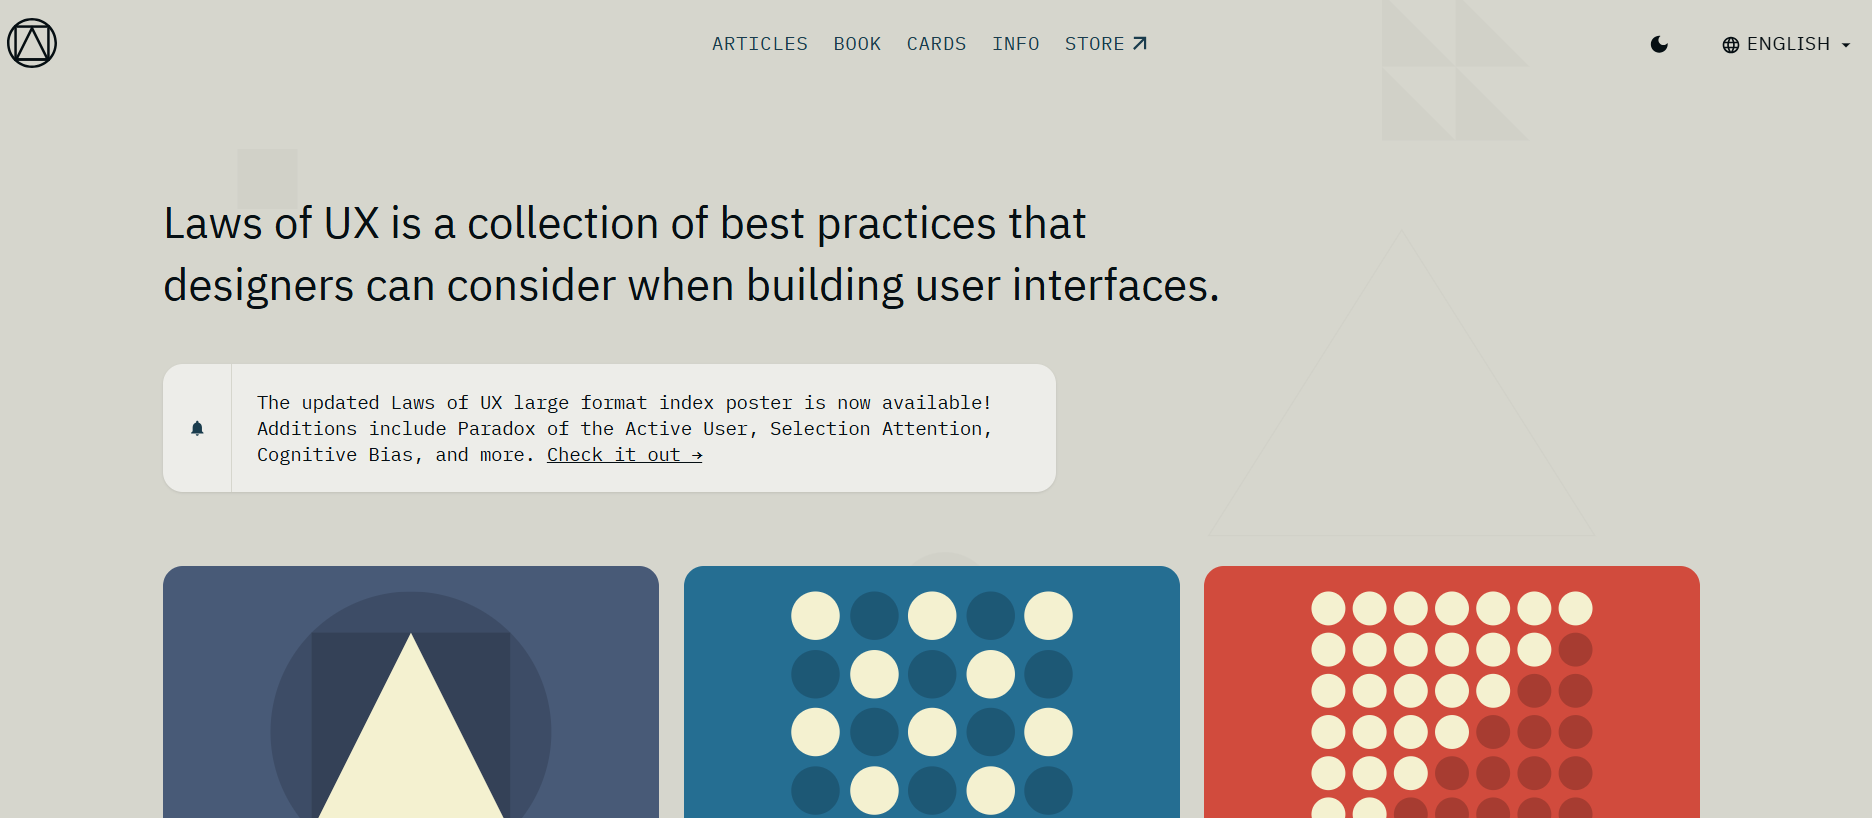 ARTICLES BOOK CARDS INFO STORE ENGLISH
Laws of UX is a collection of best practices that
designers can consider when building user interfaces.
The updated Laws of UX large format index poster is now available!
Additions include Paradox of the Active User, Selection Attention,
Cognitive Bias, and more. Check it out →